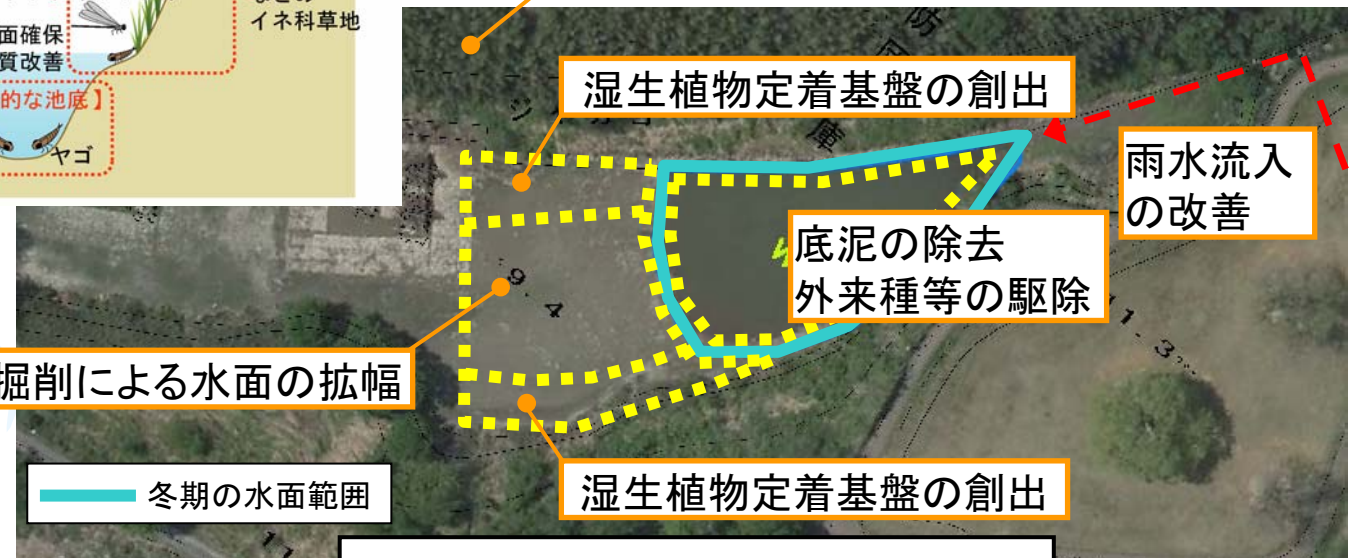 イネ科草地
面確保
質改善
的な池底】
ヤゴ
湿生植物定着基盤の創出
雨水流入
の改善
底泥の除去
外来種等の駆除
9.4
掘削による水面の拡幅
湿生植物定着基盤の創出
冬期の水面範囲